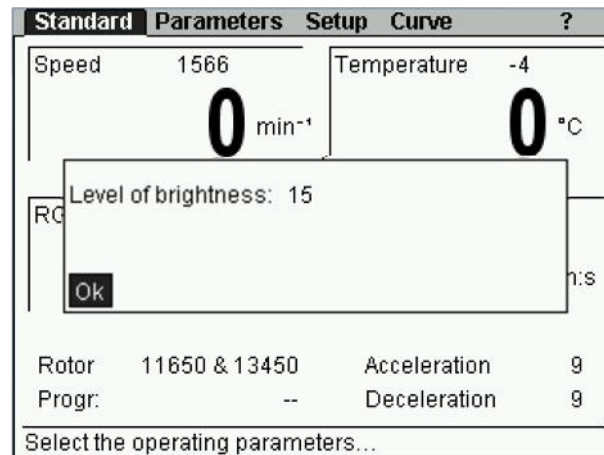 Standard Parameters Setup Curve ?
Speed 1566 Temperature -4
0 min⁻¹ 0 °C
Level of brightness: 15
RC
n:s
Ok
Rotor 11650 & 13450 Acceleration 9
Progr: -- Deceleration 9
Select the operating parameters...